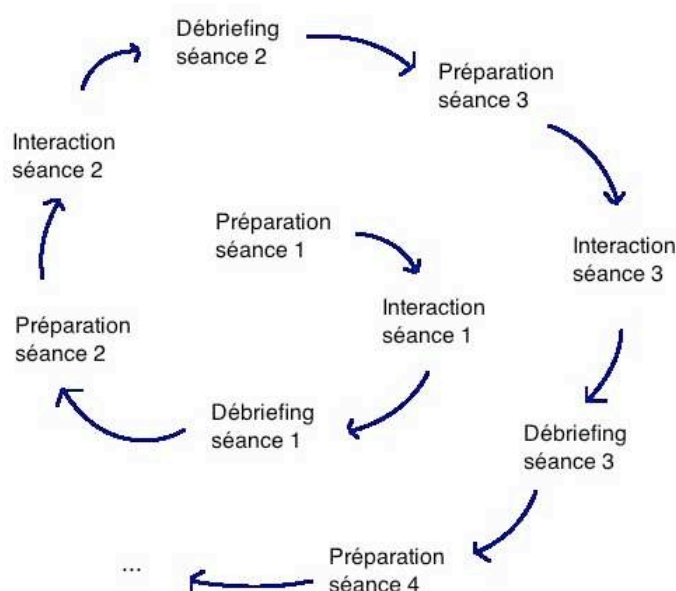 Débriefing
séance 2
Préparation
séance 3
Interaction
séance 2
Préparation
séance 1
Interaction
séance 3
Interaction
séance 1
Préparation
séance 2
Débriefing
séance 1
Débriefing
séance 3
Préparation
séance 4
...